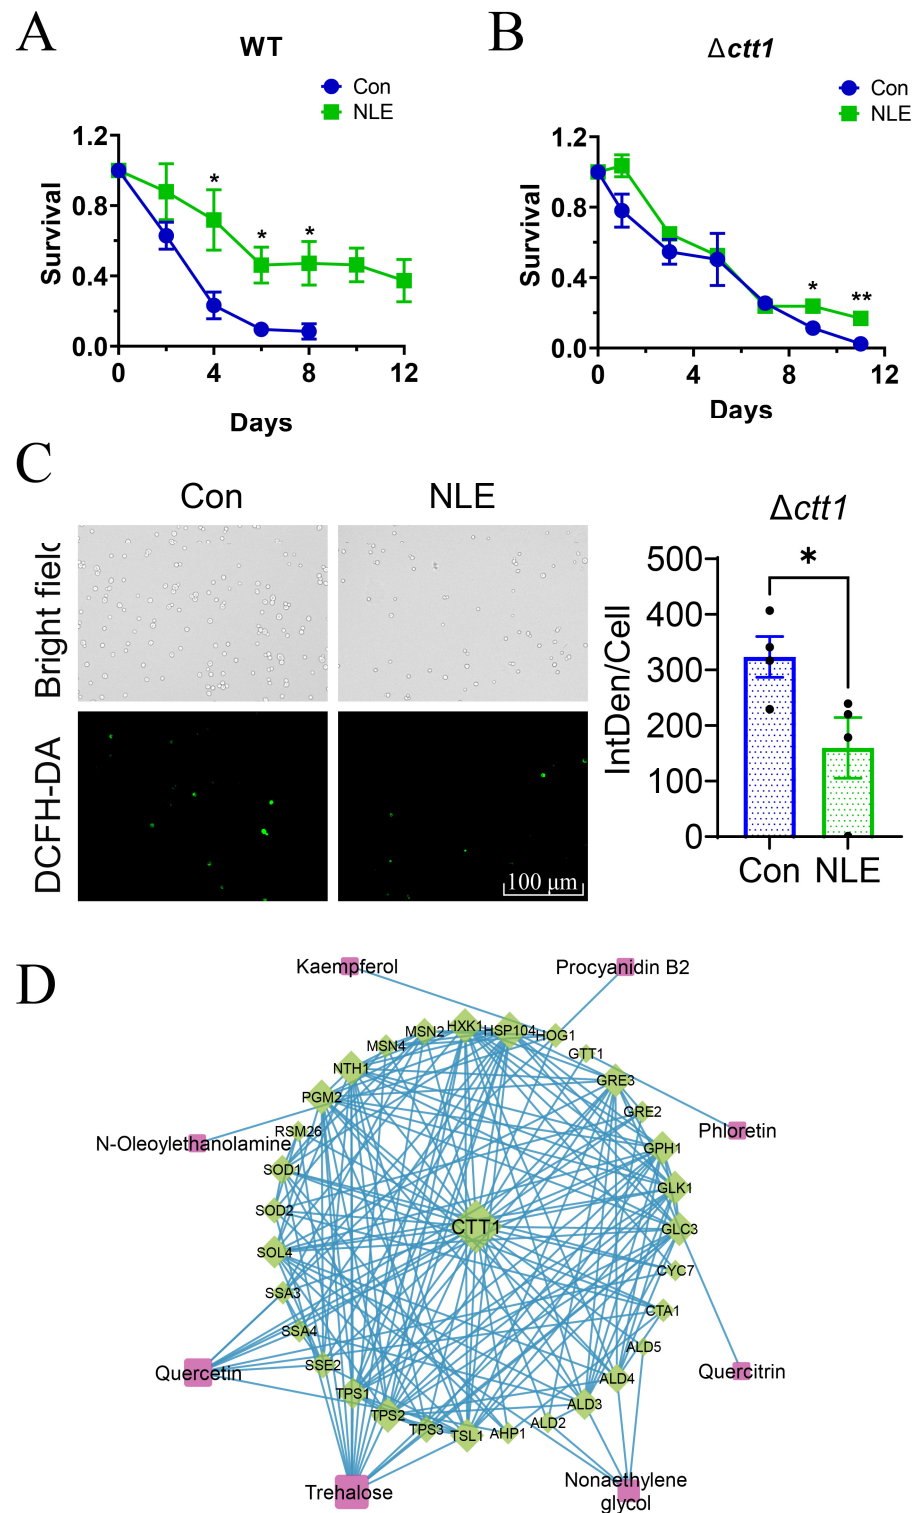 A
WT
Con
NLE
1.2
0.8
0.4
0.0
Survival
*
*
*
0
4
8
12
Days
B
Δctt1
Con
NLE
1.2
0.8
0.4
0.0
Survival
*
**
0
4
8
12
Days
C
Con
NLE
Bright field
DCFH-DA
100 μm
Δctt1
*
500
400
300
200
100
0
IntDen/Cell
Con
NLE
D
Kaempferol
Procyanidin B2
HXK1
HSP104
MSN2
HOG1
MSN4
GTT1
NTH1
GRE3
PGM2
GRE2
RSM26
Phloretin
N-Oleoylethanolamine
GPH1
SOD1
GLK1
SOD2
CTT1
GLC3
SOL4
CYC7
SSA3
CTA1
SSA4
ALD5
SSE2
Quercetin
Quercitrin
ALD4
TPS1
ALD3
TPS2
ALD2
TPS3
TSL1
AHP1
Trehalose
Nonaethylene
glycol